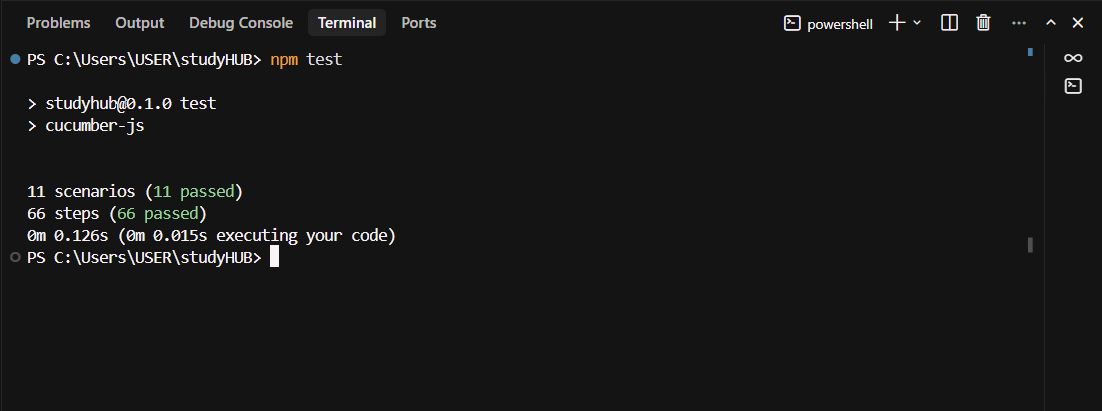 Problems Output Debug Console Terminal Ports powershell
PS C:\Users\USER\studyHUB> npm test
> studyhub@0.1.0 test
> cucumber-js
11 scenarios (11 passed)
66 steps (66 passed)
0m 0.126s (0m 0.015s executing your code)
PS C:\Users\USER\studyHUB>